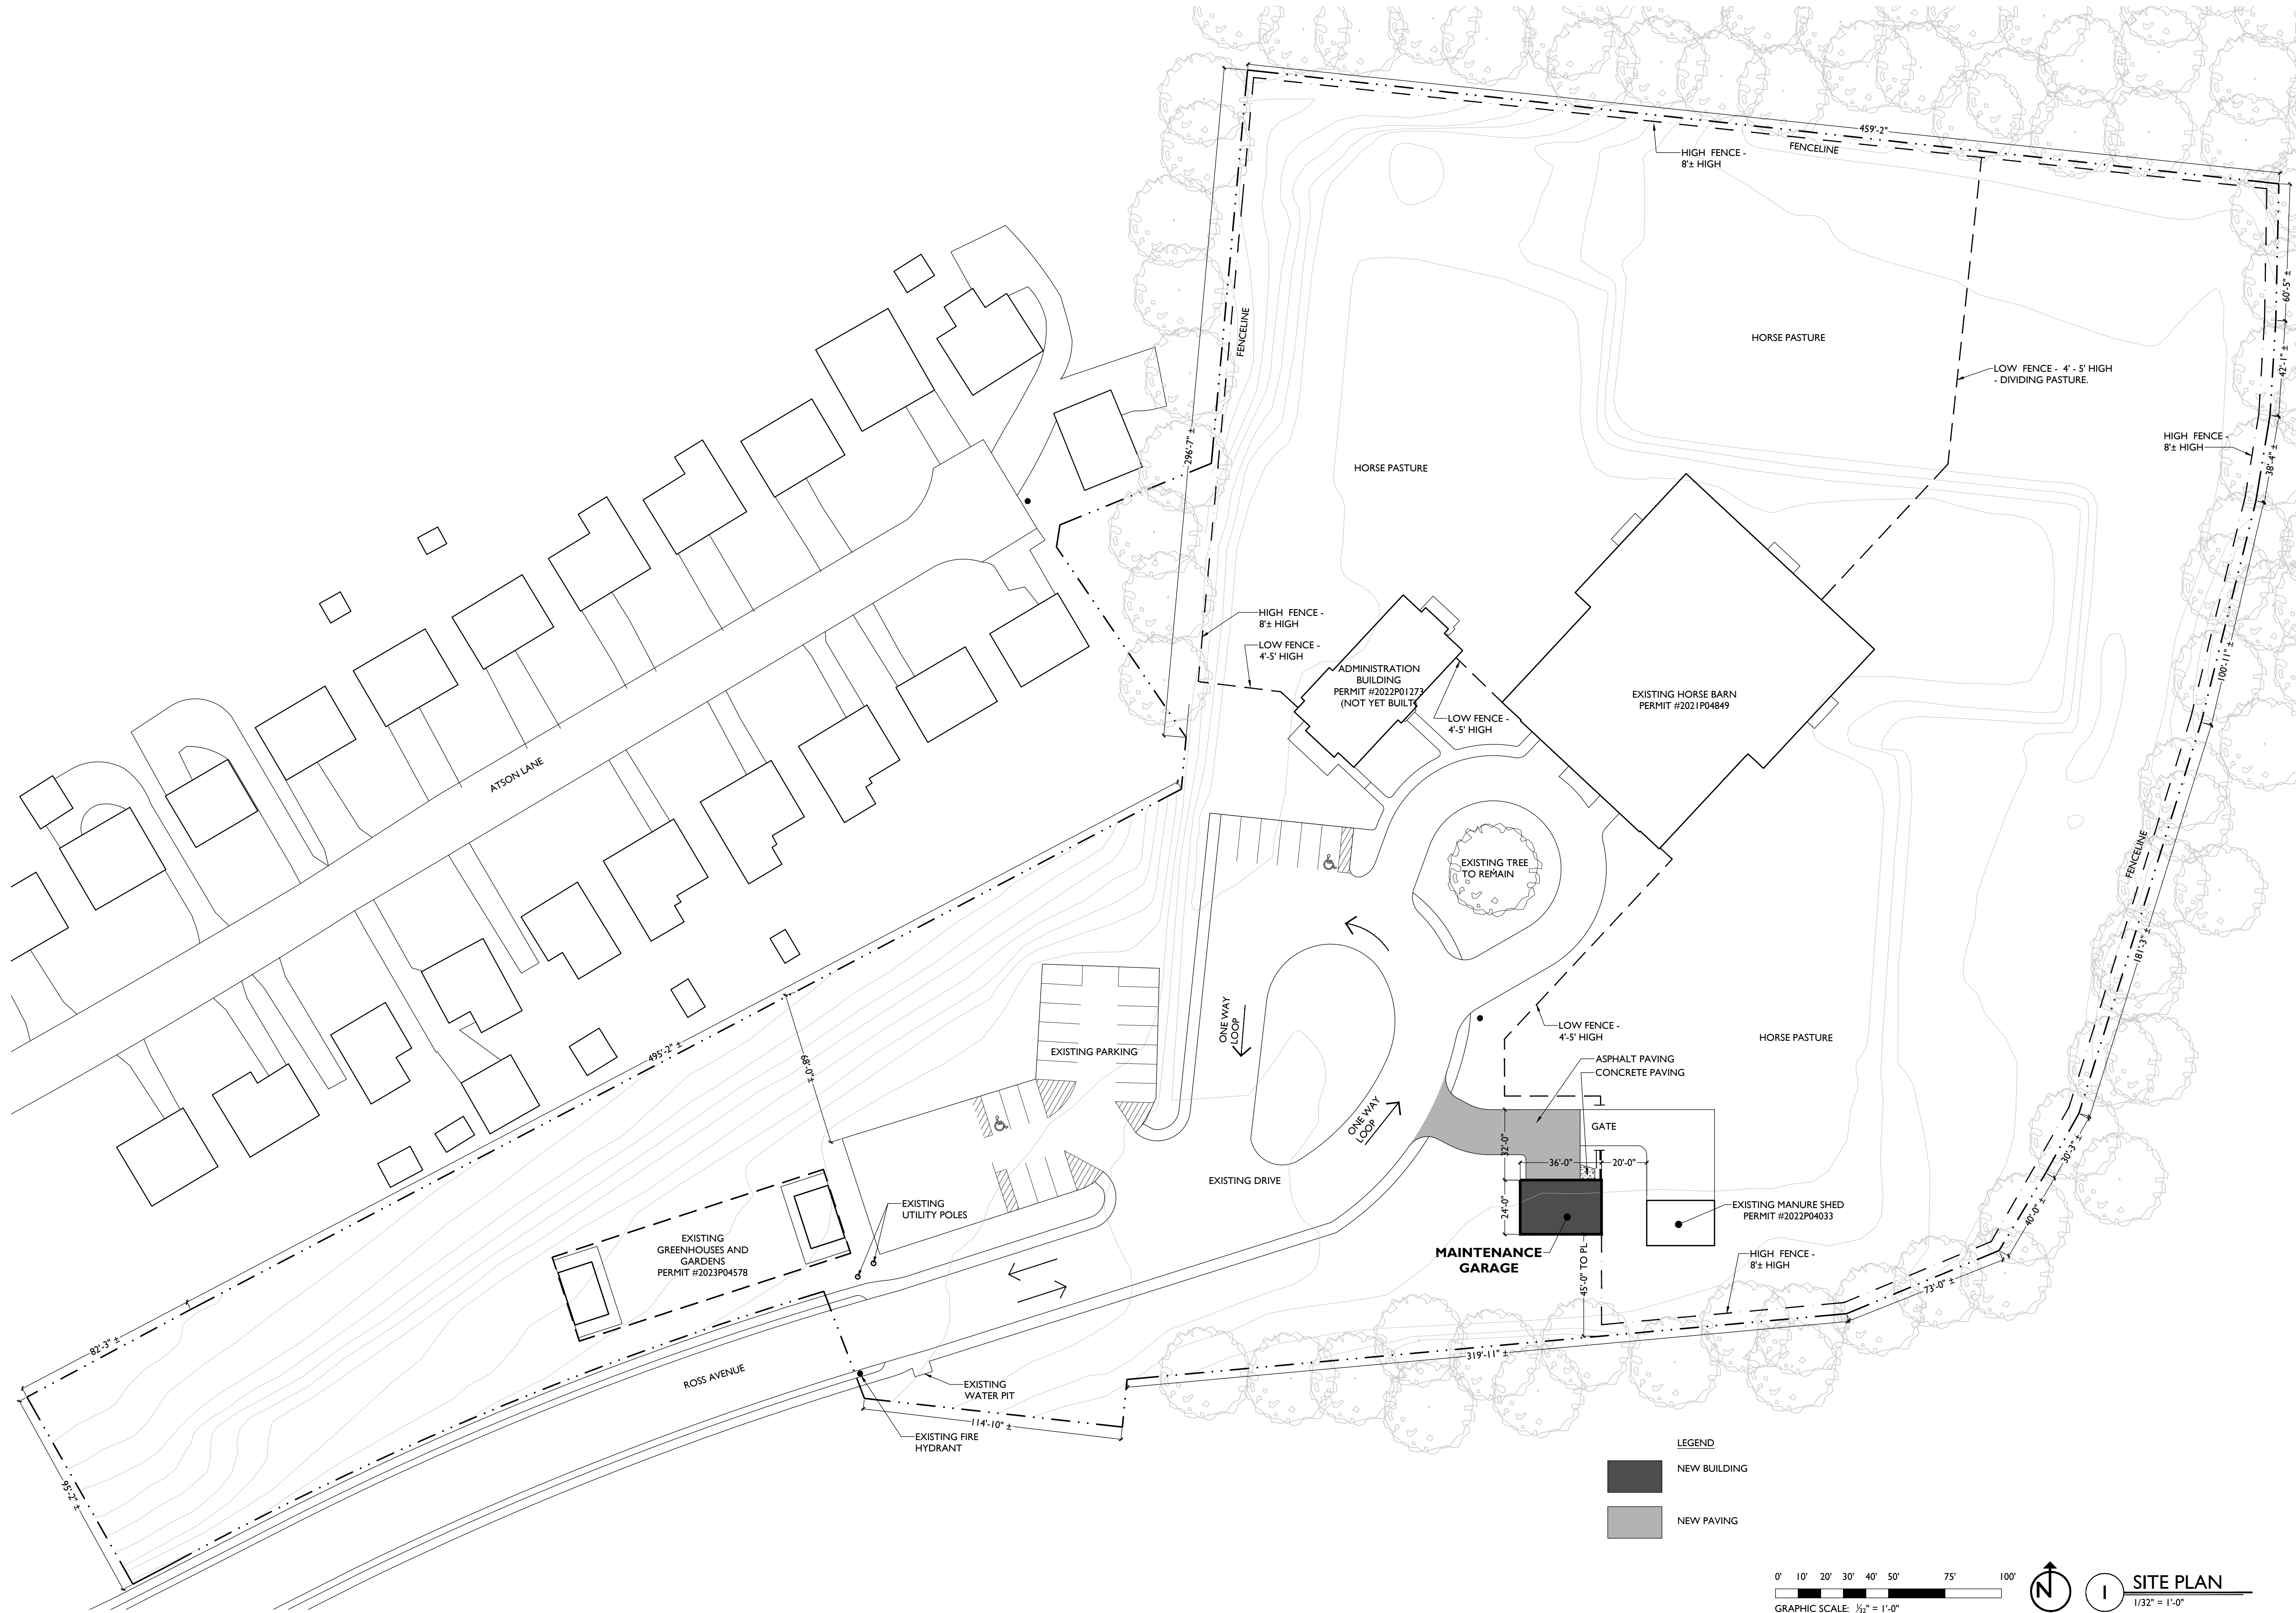 459'-2"
FENCELINE
HIGH FENCE -
8'± HIGH
60'-5" ±
FENCELINE
HORSE PASTURE
42'-1" ±
LOW FENCE - 4' - 5' HIGH
- DIVIDING PASTURE.
296'-7" ±
HIGH FENCE -
8'± HIGH
38'-4" ±
HORSE PASTURE
HIGH FENCE -
8'± HIGH
LOW FENCE -
4'-5' HIGH
100'-11" ±
ADMINISTRATION
BUILDING
PERMIT #2022P01273
(NOT YET BUILT)
EXISTING HORSE BARN
PERMIT #2021P04849
LOW FENCE -
4'-5' HIGH
ATSON LANE
EXISTING TREE
TO REMAIN
FENCELINE
181'-3" ±
ONE WAY
LOOP
LOW FENCE -
4'-5' HIGH
HORSE PASTURE
495'-2" ±
68'-0"±
EXISTING PARKING
ASPHALT PAVING
CONCRETE PAVING
ONE WAY
LOOP
GATE
32'-0"
36'-0"
20'-0"
30'-3" ±
EXISTING DRIVE
24'-0"
EXISTING MANURE SHED
PERMIT #2022P04033
40'-0" ±
EXISTING
UTILITY POLES
EXISTING
GREENHOUSES AND
GARDENS
PERMIT #2023P04578
MAINTENANCE
GARAGE
45'-0" TO PL
HIGH FENCE -
8'± HIGH
73'-0" ±
82'-3" ±
319'-11" ±
ROSS AVENUE
EXISTING
WATER PIT
114'-10" ±
EXISTING FIRE
HYDRANT
95'-2" ±
LEGEND
NEW BUILDING
NEW PAVING
0' 10' 20' 30' 40' 50' 75' 100'
GRAPHIC SCALE: 1/32" = 1'-0"
N
1
SITE PLAN
1/32" = 1'-0"